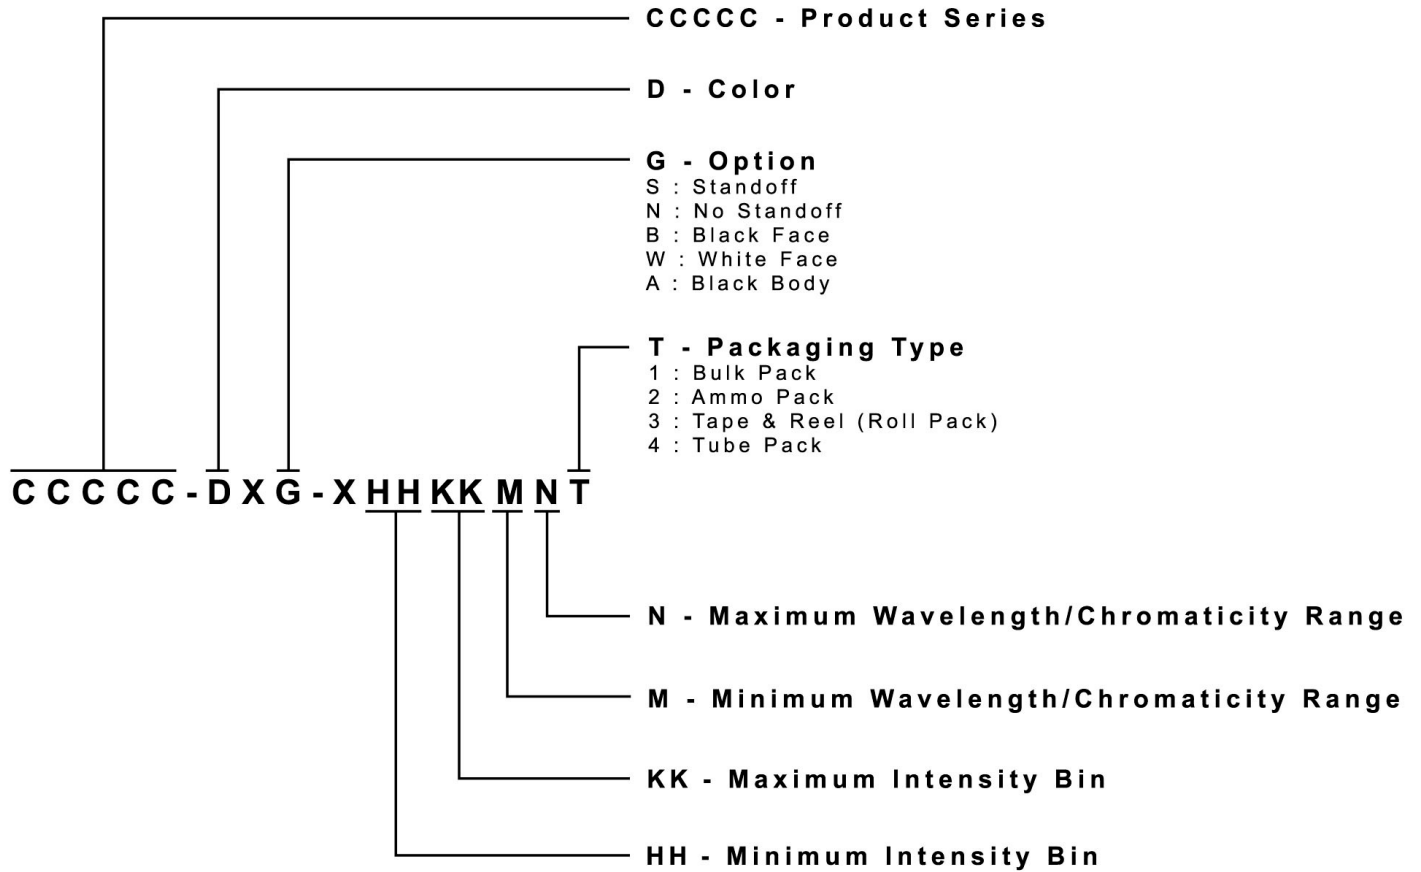 CCCCC - Product Series
D - Color
G - Option
S : Standoff
N : No Standoff
B : Black Face
W : White Face
A : Black Body
T - Packaging Type
1 : Bulk Pack
2 : Ammo Pack
3 : Tape & Reel (Roll Pack)
4 : Tube Pack
CCCCC-DXG-XHHKKMNT
N - Maximum Wavelength/Chromaticity Range
M - Minimum Wavelength/Chromaticity Range
KK - Maximum Intensity Bin
HH - Minimum Intensity Bin